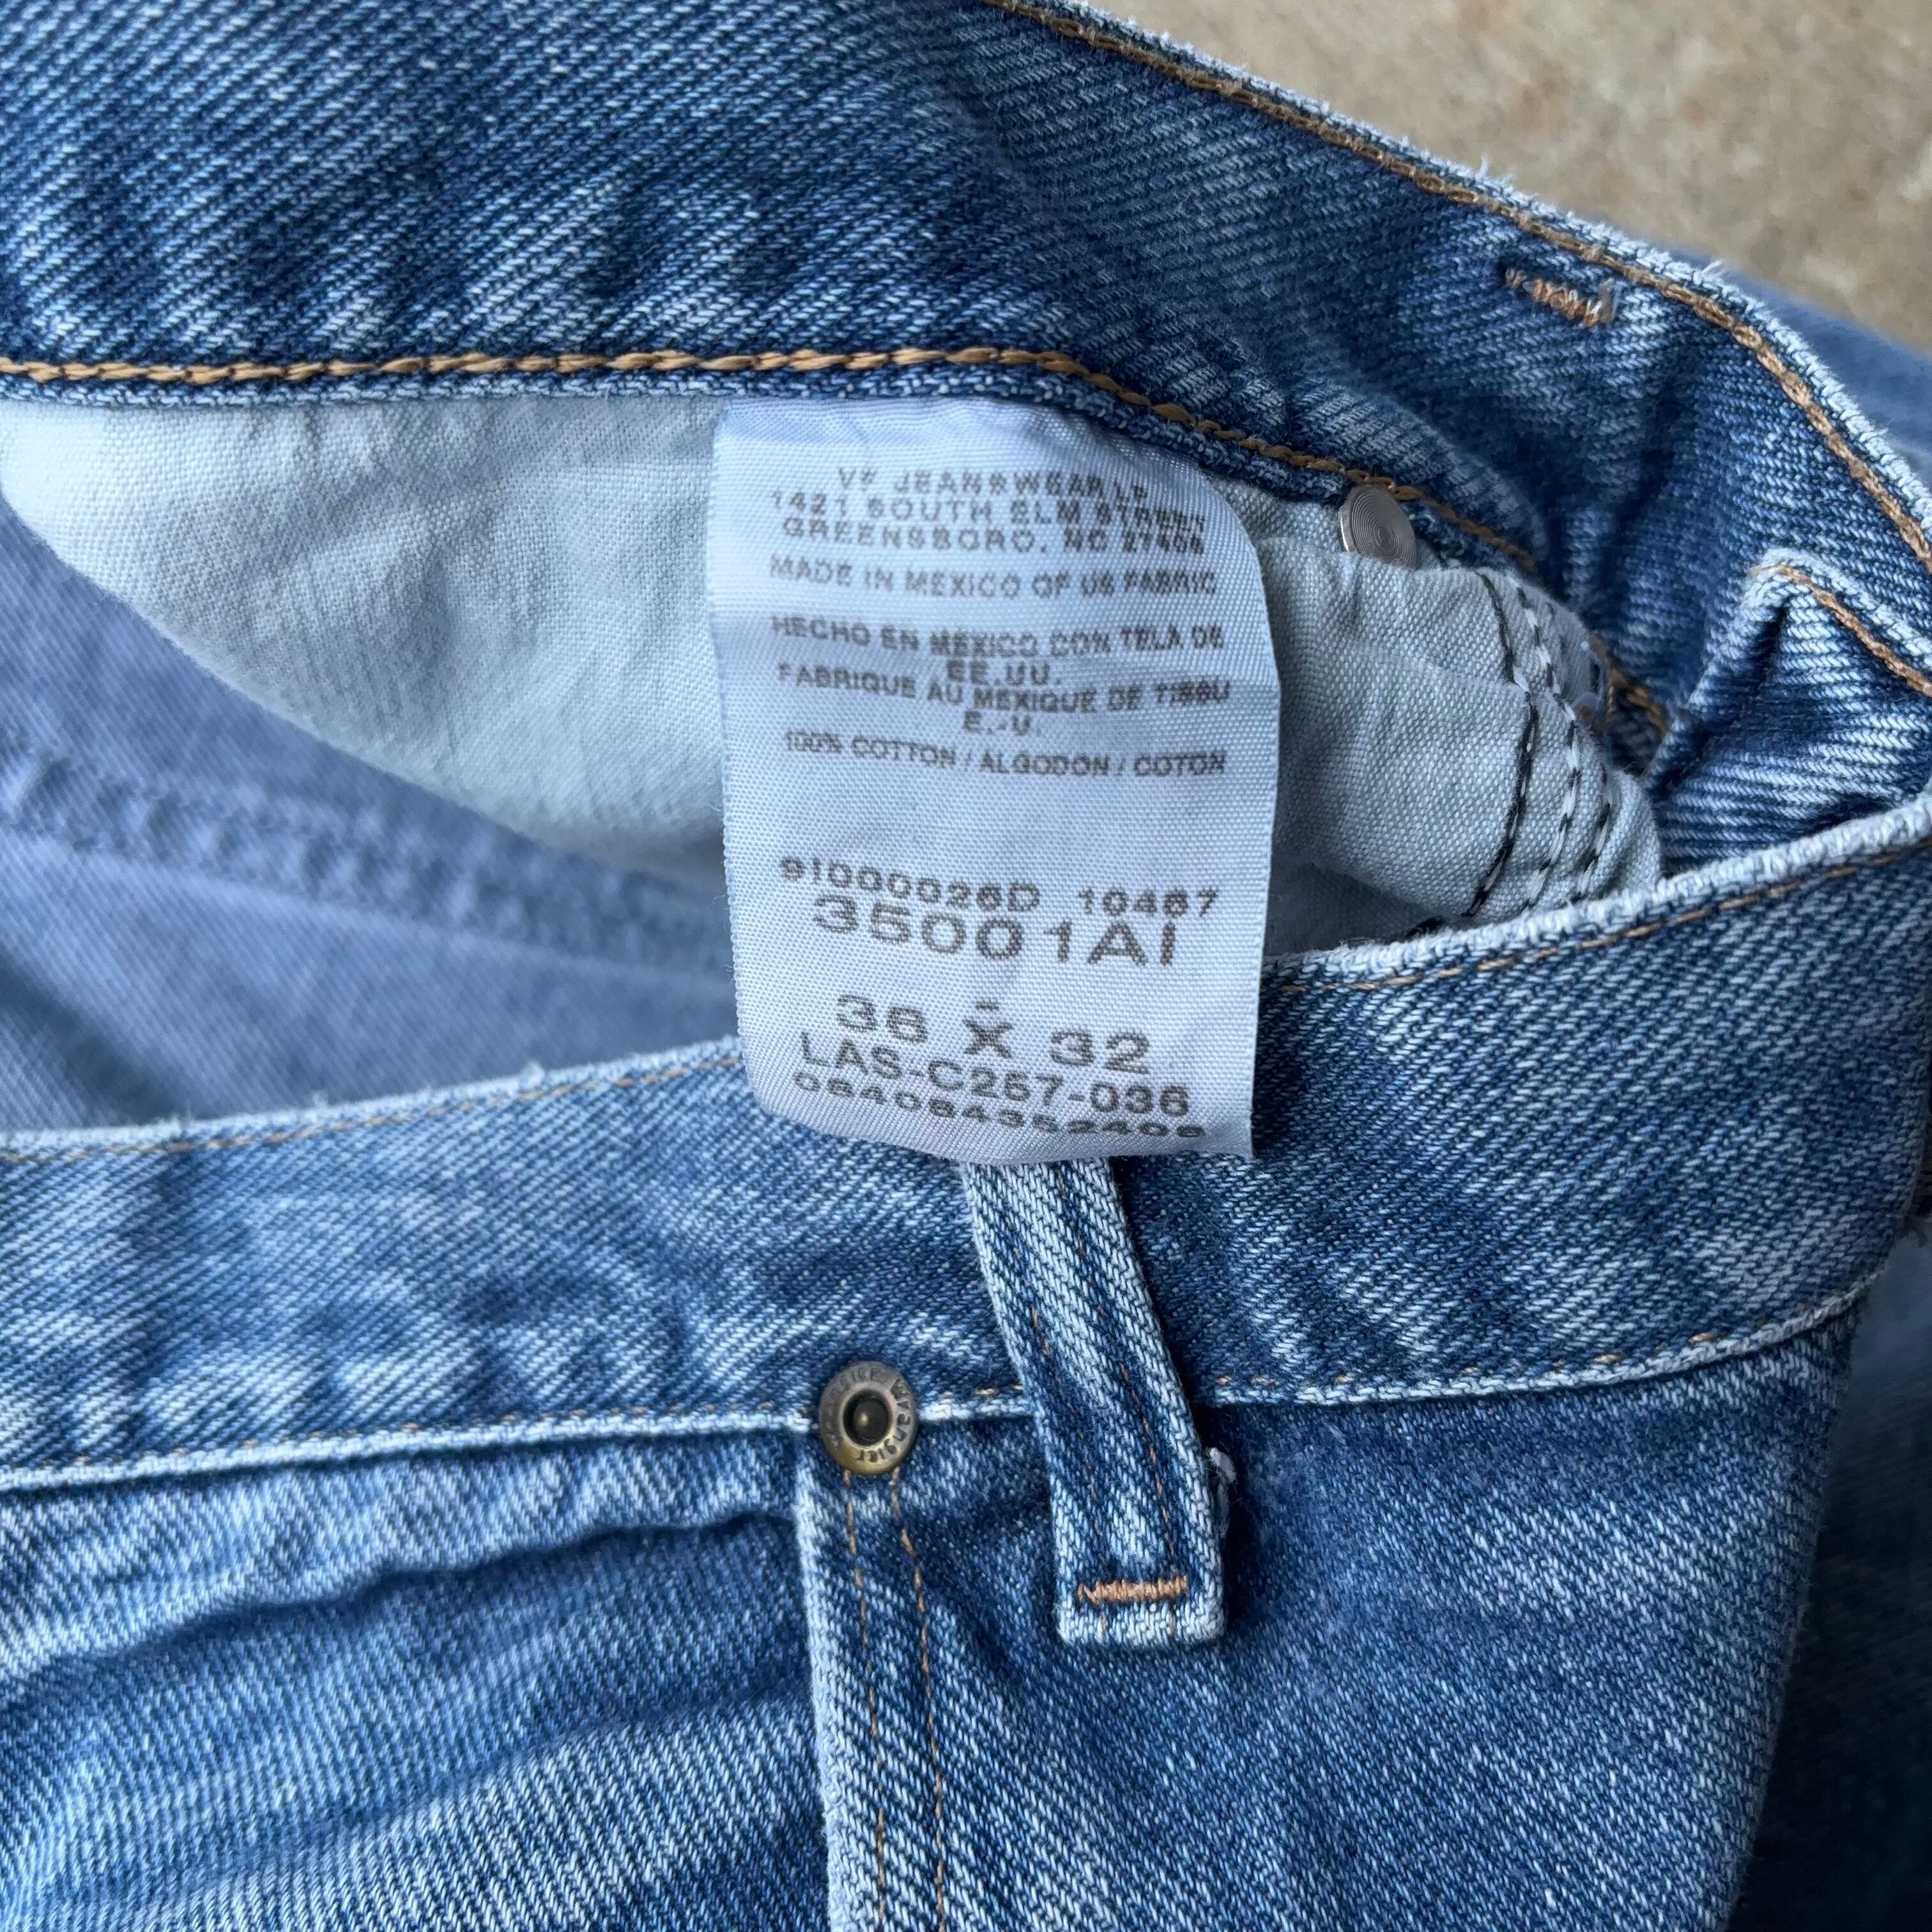 VF JEANSWEAR LP
1421 SOUTH ELM STREET
GREENSBORO, NC 27406
MADE IN MEXICO OF US FABRIC
HECHO EN MEXICO CON TELA DE
EE.UU.
FABRIQUE AU MEXIQUE DE TISSU
E.-U.
100% COTTON / ALGODON / COTON
91000026D 10467
35001AI
36 X 32
LAS-C257-036
Wrangler